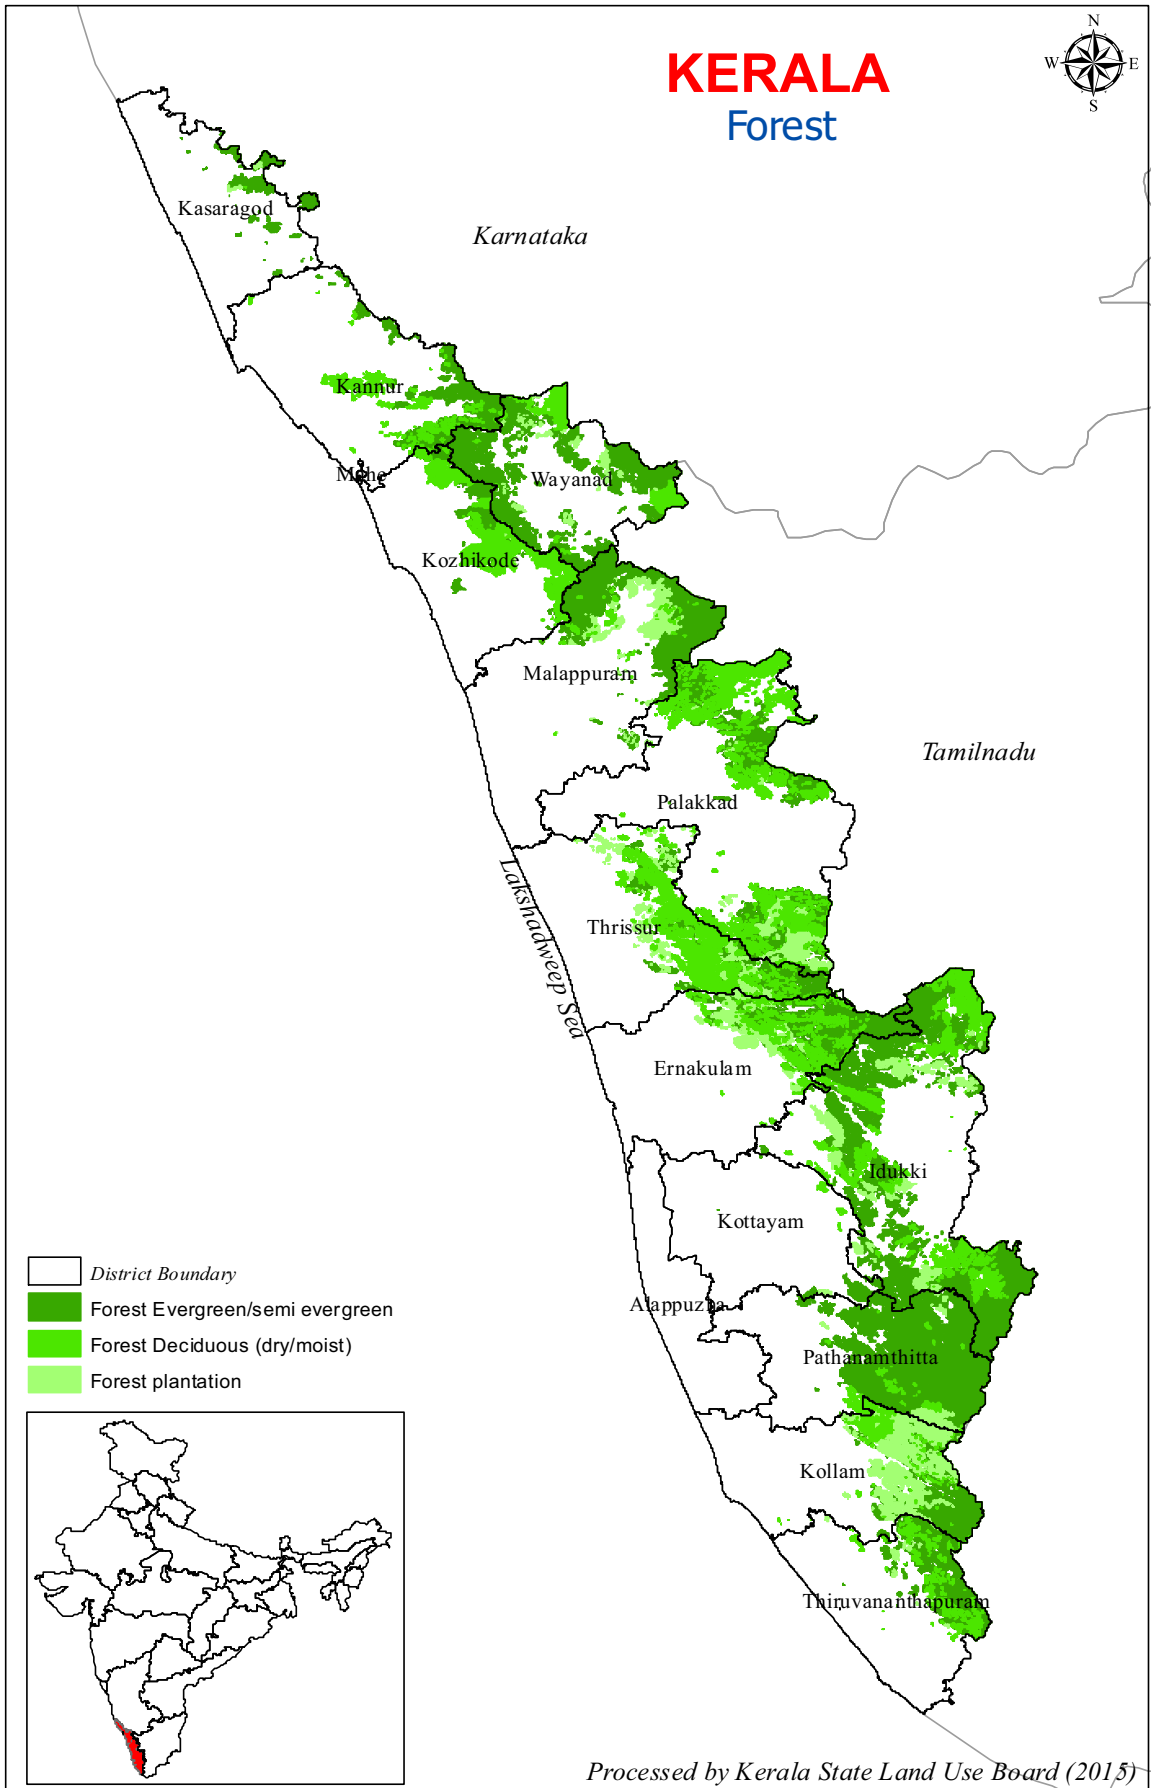 KERALA
Forest
N
W
E
S
Kasaragod
Karnataka
Kannur
Mahe
Wayanad
Kozhikode
Malappuram
Tamilnadu
Palakkad
Lakshadweep Sea
Thrissur
Ernakulam
Idukki
Kottayam
District Boundary
Alappuzha
Forest Evergreen/semi evergreen
Forest Deciduous (dry/moist)
Pathanamthitta
Forest plantation
Kollam
Thiruvananthapuram
Processed by Kerala State Land Use Board (2015)